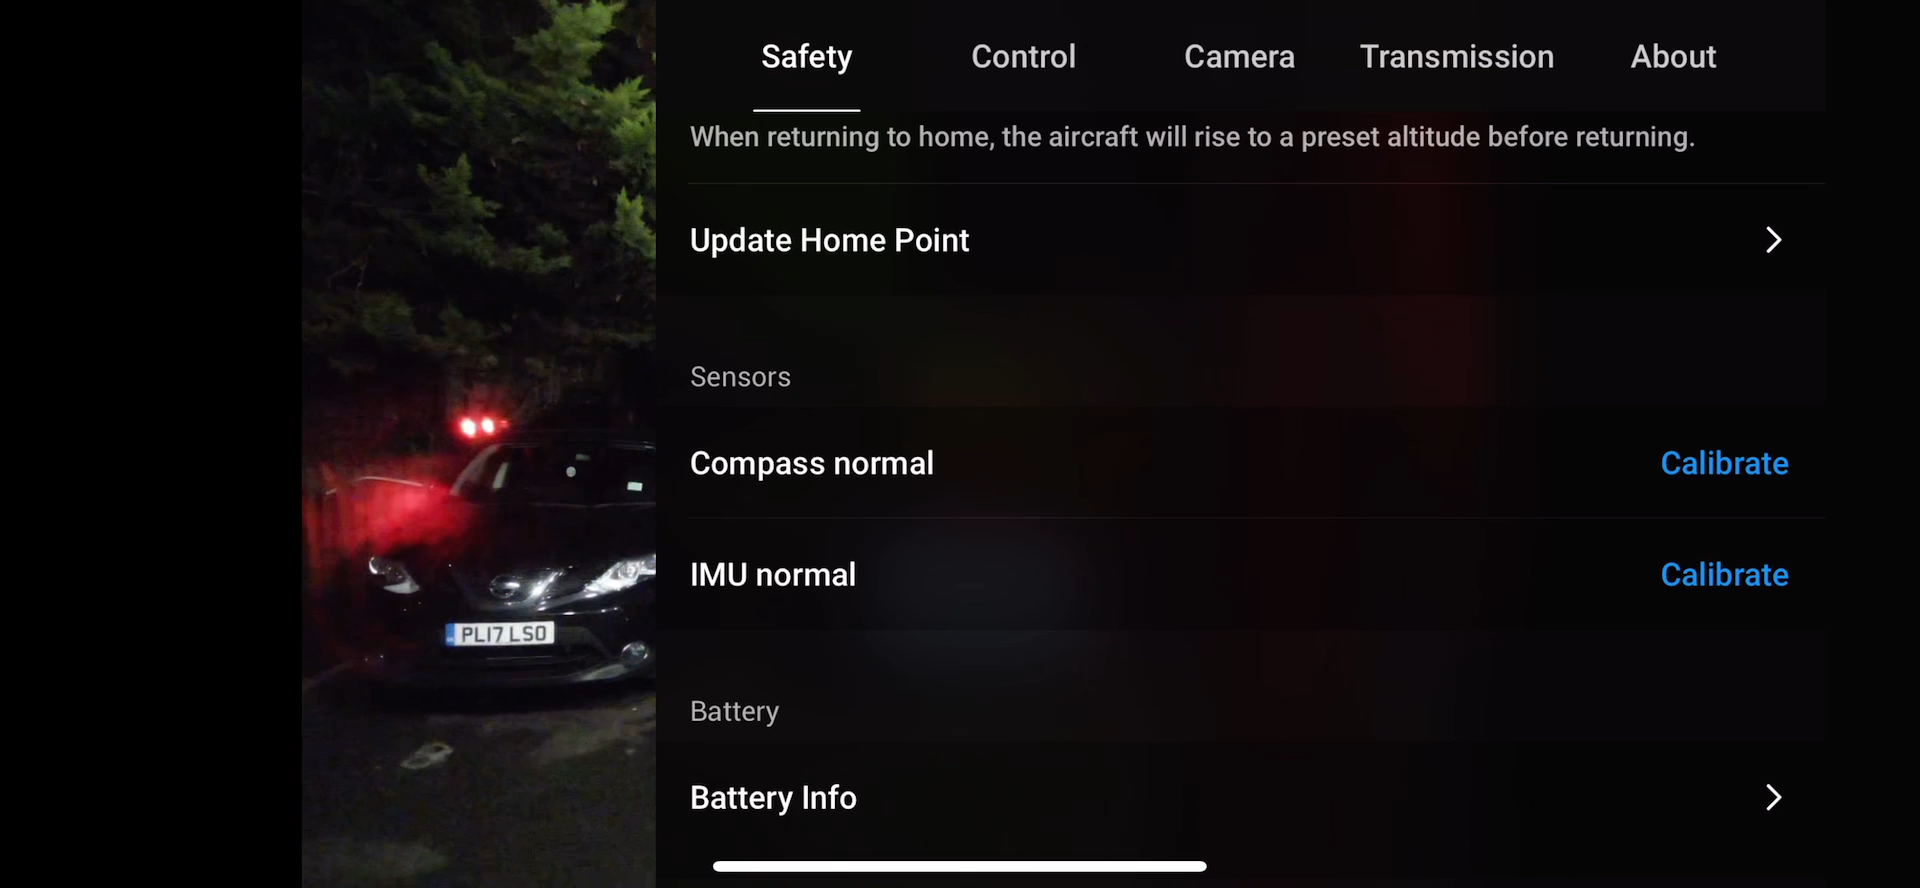 Safety Control Camera Transmission About
When returning to home, the aircraft will rise to a preset altitude before returning.
Update Home Point
Sensors
Compass normal Calibrate
IMU normal Calibrate
PL17 LSO
Battery
Battery Info